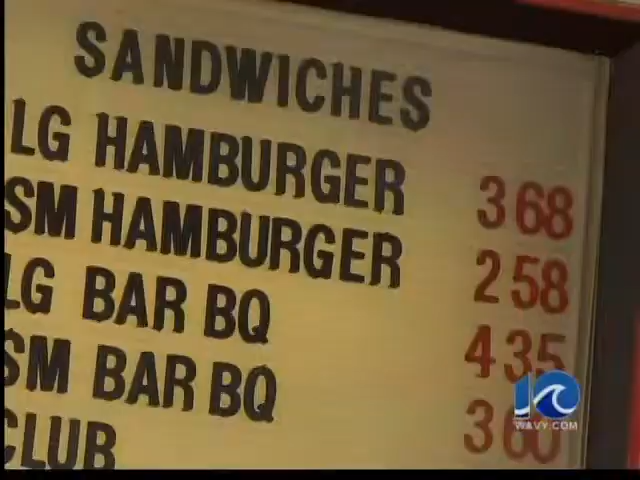 SANDWICHES
LG HAMBURGER 3 68
SM HAMBURGER 2 58
LG BAR BQ 4 35
SM BAR BQ 3 60
CLUB
10
WAVY.COM